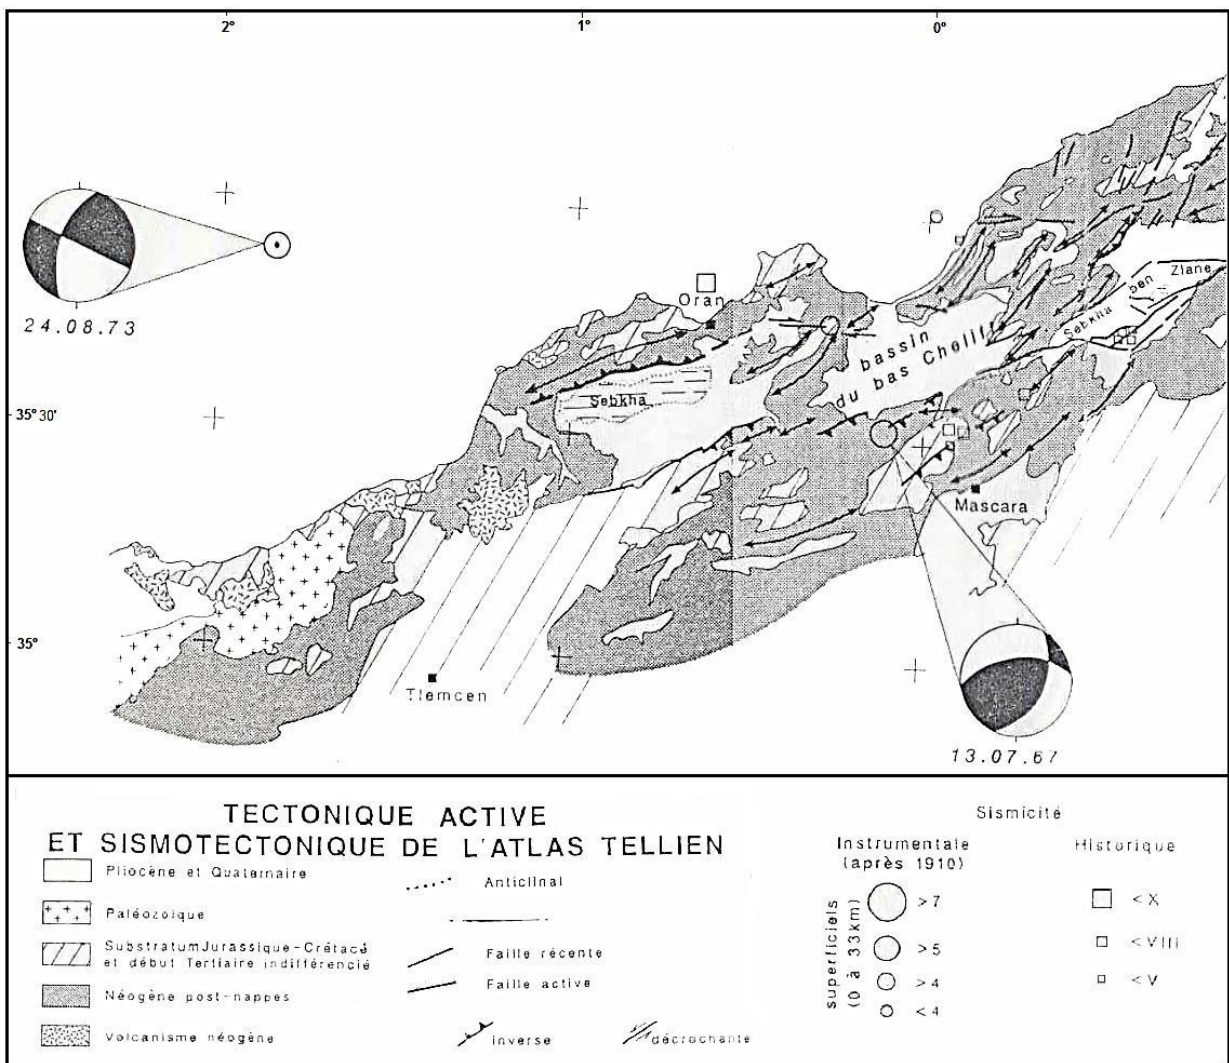 2°
1°
0°
24.08.73
Oran
Sebkha
bassin
du bas Cheliff
Sebkha ben Ziane
35°30'
Mascara
35°
Tlemcen
13.07.67
TECTONIQUE ACTIVE
ET SISMOTECTONIQUE DE L'ATLAS TELLIEN
Pliocène et Quaternaire
Paléozoique
Substratum Jurassique-Crétacé
et début Tertiaire indifférencié
Néogène post-nappes
Volcanisme néogène
Anticlinal
Faille récente
Faille active
inverse
décrochante
Sismicité
Instrumentale
(après 1910)
superficiels
(0 à 33km)
>7
>5
>4
<4
Historique
<X
<VIII
<V